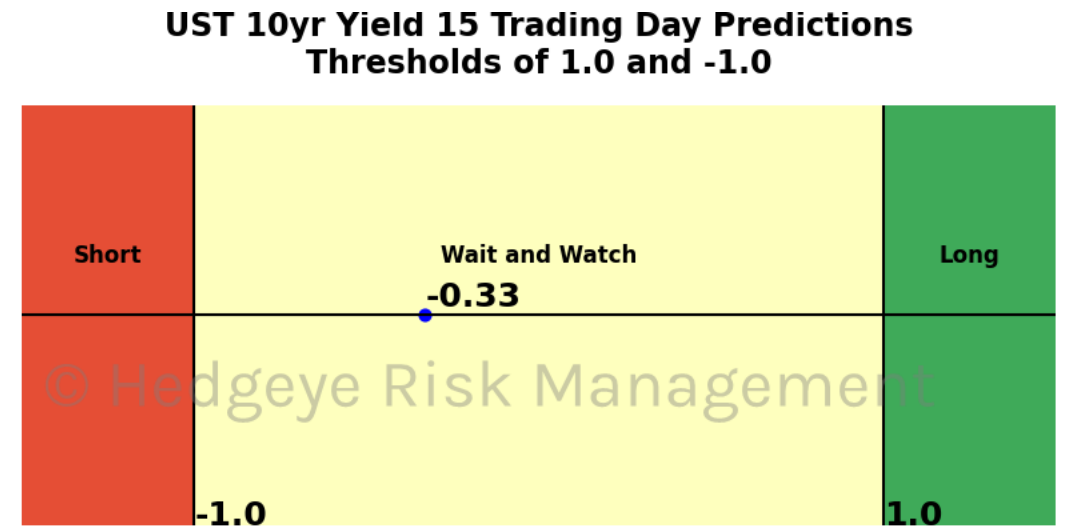 UST 10yr Yield 15 Trading Day Predictions
Thresholds of 1.0 and -1.0
Short
Wait and Watch
Long
-0.33
© Hedgeye Risk Management
-1.0
1.0